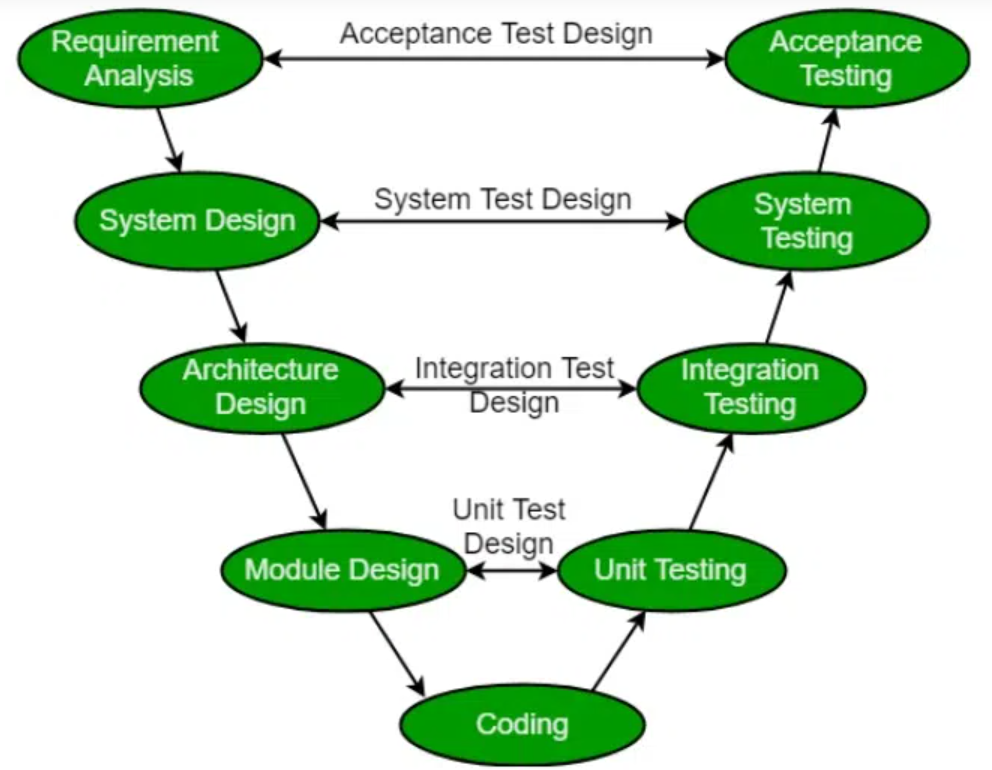 Requirement
Analysis
Acceptance Test Design
Acceptance
Testing
System Design
System Test Design
System
Testing
Architecture
Design
Integration Test
Design
Integration
Testing
Module Design
Unit Test
Design
Unit Testing
Coding